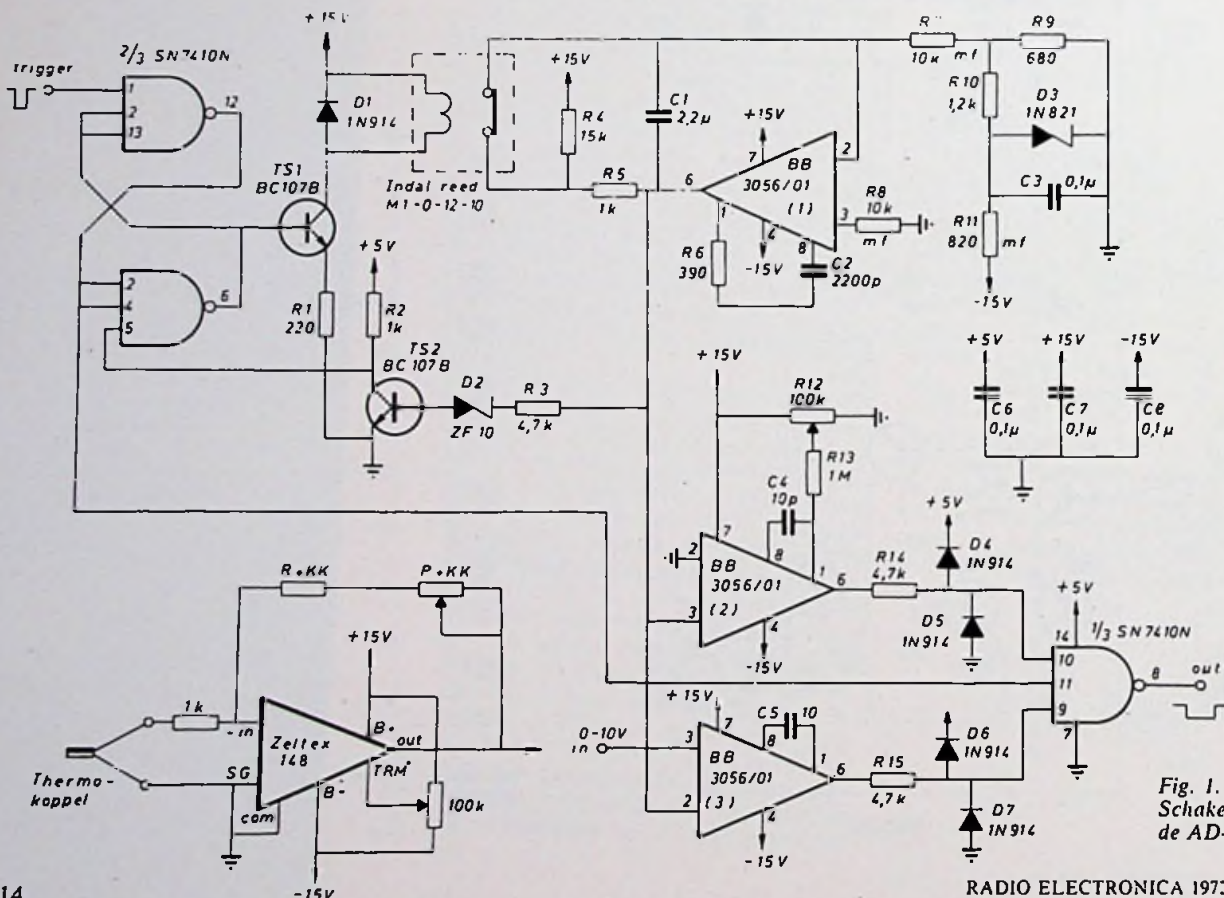 +15V
2/3 SN7410N
trigger
1
2
13
12
D1
1N914
Indal reed
M1-0-12-10
+15V
R4
15k
R5
1k
C1
2,2µ
TS1
BC107B
2
4
5
6
R1
220
+5V
R2
1k
TS2
BC107B
D2
ZF 10
R3
4,7k
+15V
7
6
2
BB
3056/01
(1)
3
1
4
8
-15V
R8
10k
mf
R6
390
C2
2200p
R
10k mf
R9
680
R10
1,2k
D3
1N821
C3 0,1µ
R11
820 mf
-15V
+5V
+15V
-15V
C6
0,1µ
C7
0,1µ
C8
0,1µ
+15V
R12
100k
R13
1M
C4
10p
7
2
8
1
BB
3056/01
(2)
3
6
4
-15V
R14
4,7k
+5V
D4
1N914
D5
1N914
+5V
14
1/3 SN7410N
10
11
9
8
out
7
0-10V
in
+15V
7
C5 10
3
8
1
BB
3056/01
(3)
2
6
4
-15V
R15
4,7k
D6
1N914
D7
1N914
R+KK
P+KK
+15V
1k
-in
B+
out
Zeltex
148
SG
TRM
B-
com
100k
-15V
Thermo-
koppel
Fig. 1.
Schake
de AD-
14
RADIO ELECTRONICA 197